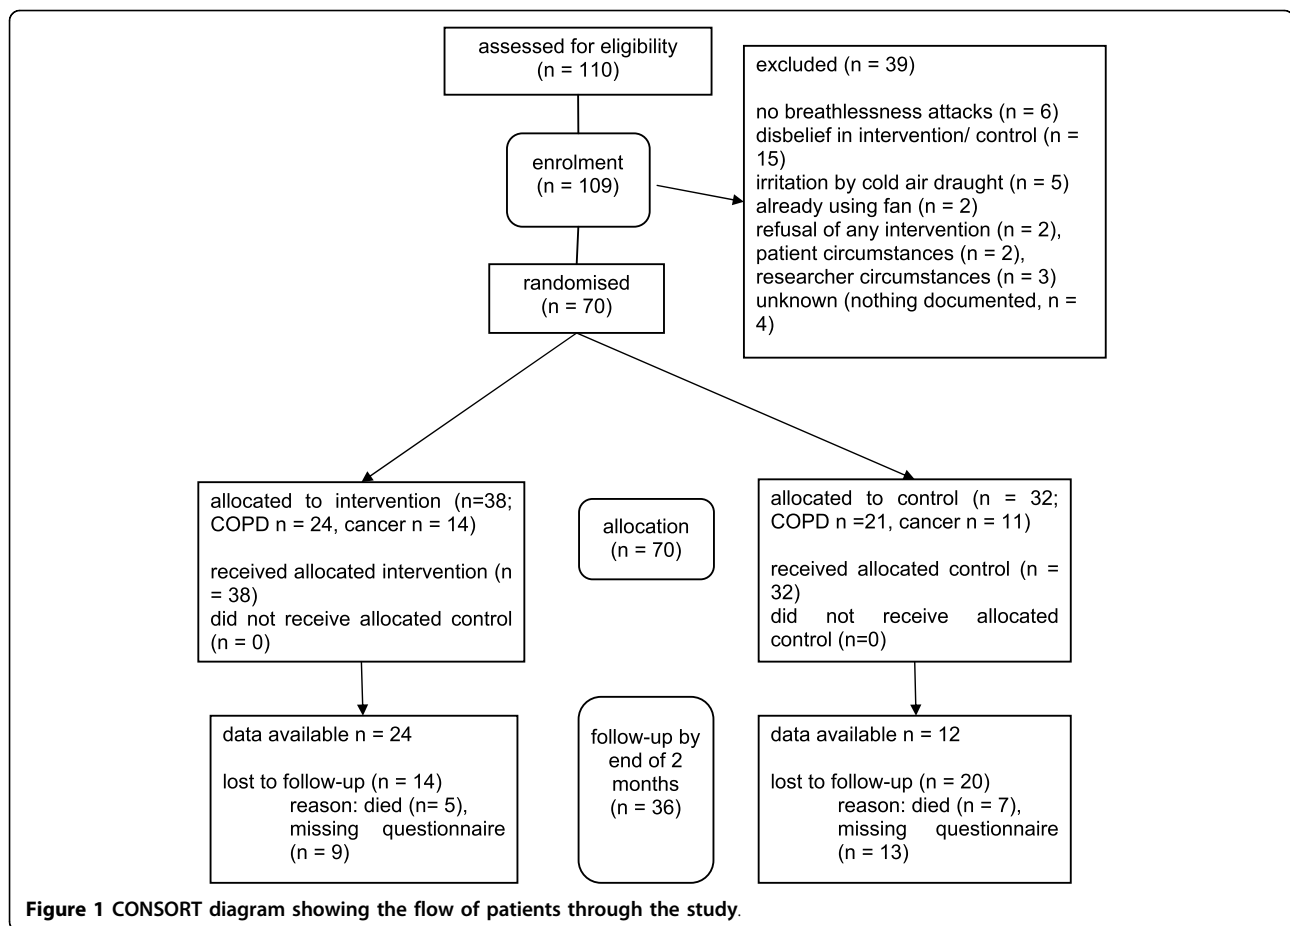 assessed for eligibility
(n = 110)
excluded (n = 39)
no breathlessness attacks (n = 6)
disbelief in intervention/ control (n =
15)
irritation by cold air draught (n = 5)
already using fan (n = 2)
refusal of any intervention (n = 2),
patient circumstances (n = 2),
researcher circumstances (n = 3)
unknown (nothing documented, n =
4)
enrolment
(n = 109)
randomised
(n = 70)
allocated to intervention (n=38;
COPD n = 24, cancer n = 14)
received allocated intervention (n
= 38)
did not receive allocated control
(n = 0)
allocation
(n = 70)
allocated to control (n = 32;
COPD n =21, cancer n = 11)
received allocated control (n =
32)
did not receive allocated
control (n=0)
data available n = 24
lost to follow-up (n = 14)
reason: died (n= 5),
missing questionnaire
(n = 9)
follow-up by
end of 2
months
(n = 36)
data available n = 12
lost to follow-up (n = 20)
reason: died (n = 7),
missing questionnaire
(n = 13)
Figure 1 CONSORT diagram showing the flow of patients through the study.